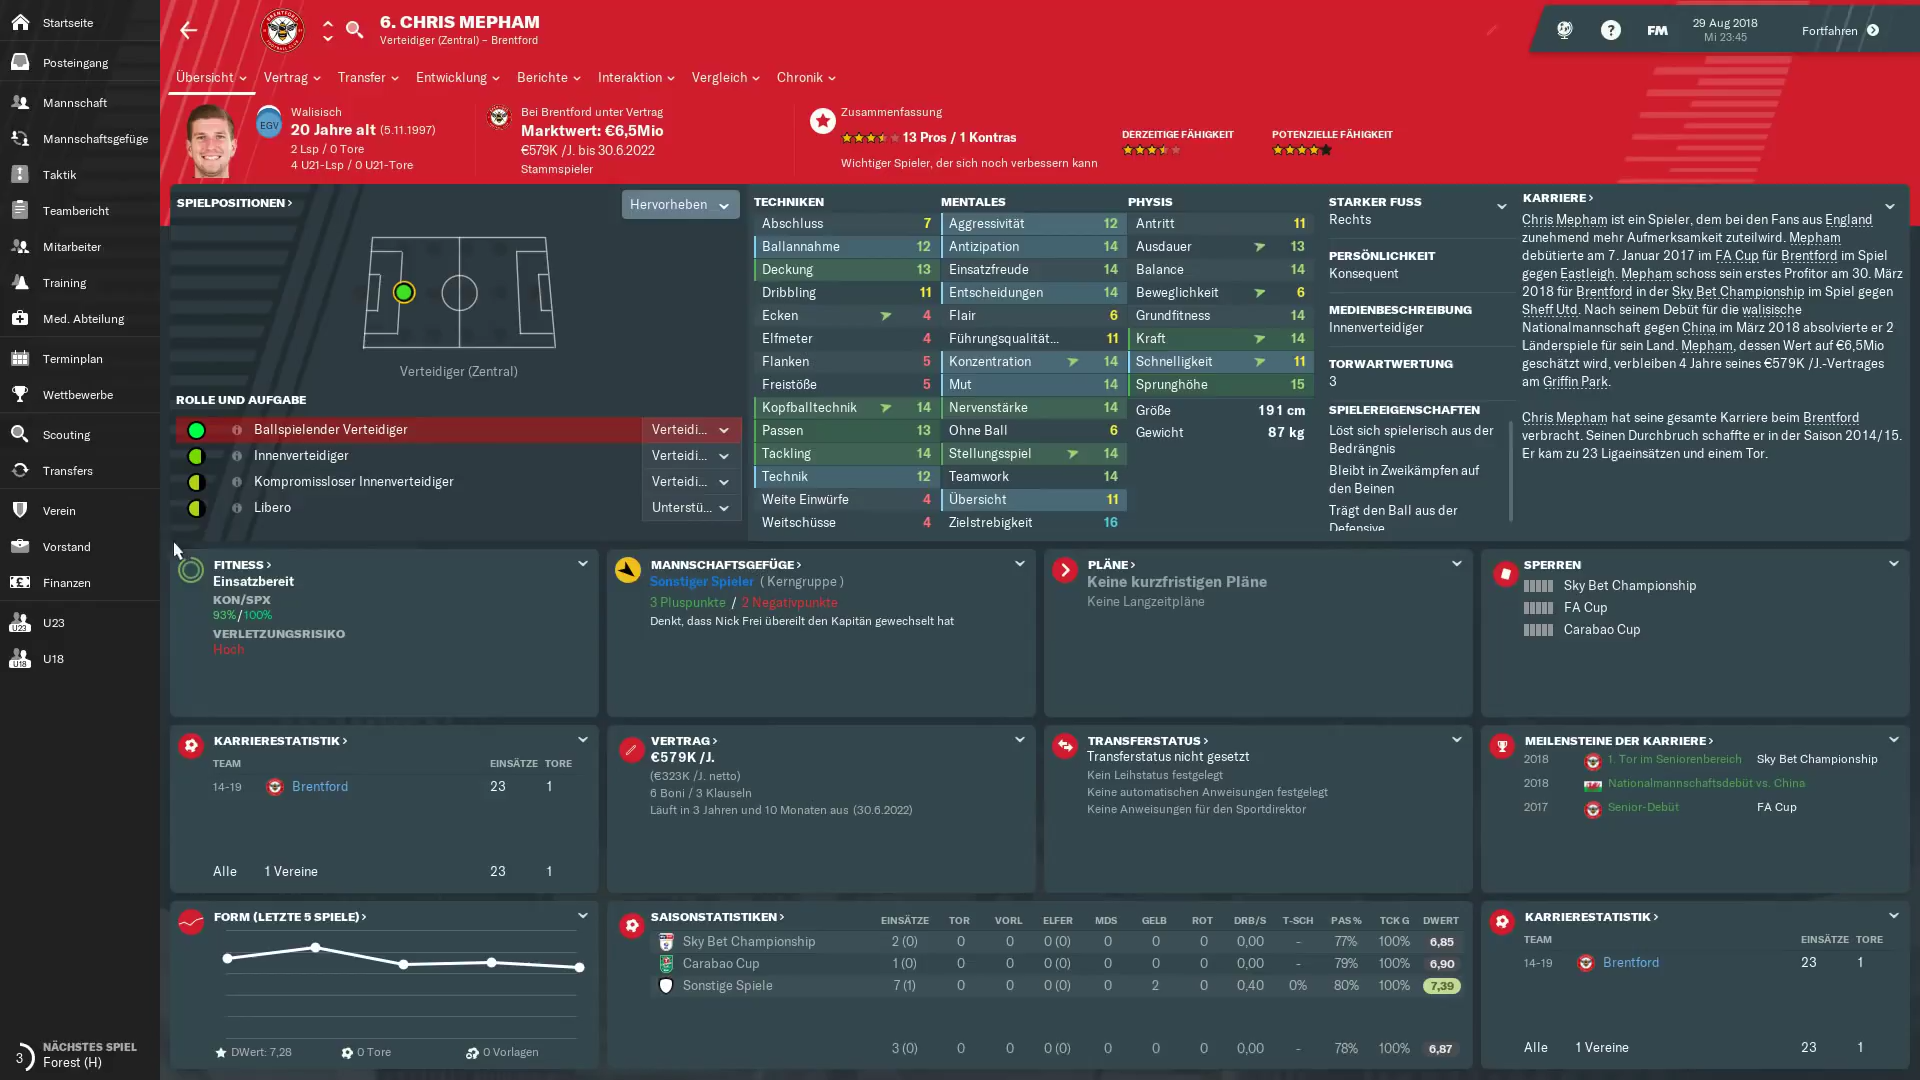 Startseite
Posteingang
Mannschaft
Mannschaftsgefüge
Taktik
Teambericht
Mitarbeiter
Training
Med. Abteilung
Terminplan
Wettbewerbe
Scouting
Transfers
Verein
Vorstand
Finanzen
U23
U23
U18
U18
3
NÄCHSTES SPIEL
Forest (H)
6. CHRIS MEPHAM
Verteidiger (Zentral) – Brentford
FM
29 Aug 2018
Mi 23:45
Fortfahren
Übersicht Vertrag Transfer Entwicklung Berichte Interaktion Vergleich Chronik
EGV
Walisisch
20 Jahre alt (5.11.1997)
2 Lsp / 0 Tore
4 U21-Lsp / 0 U21-Tore
Bei Brentford unter Vertrag
Marktwert: €6,5Mio
€579K /J. bis 30.6.2022
Stammspieler
Zusammenfassung
13 Pros / 1 Kontras
Wichtiger Spieler, der sich noch verbessern kann
DERZEITIGE FÄHIGKEIT
POTENZIELLE FÄHIGKEIT
SPIELPOSITIONEN
Hervorheben
Verteidiger (Zentral)
ROLLE UND AUFGABE
Ballspielender Verteidiger Verteidi...
Innenverteidiger Verteidi...
Kompromissloser Innenverteidiger Verteidi...
Libero Unterstü...
TECHNIKEN
Abschluss 7
Ballannahme 12
Deckung 13
Dribbling 11
Ecken 4
Elfmeter 4
Flanken 5
Freistöße 5
Kopfballtechnik 14
Passen 13
Tackling 14
Technik 12
Weite Einwürfe 4
Weitschüsse 4
MENTALES
Aggressivität 12
Antizipation 14
Einsatzfreude 14
Entscheidungen 14
Flair 6
Führungsqualität... 11
Konzentration 14
Mut 14
Nervenstärke 14
Ohne Ball 6
Stellungsspiel 14
Teamwork 14
Übersicht 11
Zielstrebigkeit 16
PHYSIS
Antritt 11
Ausdauer 13
Balance 14
Beweglichkeit 6
Grundfitness 14
Kraft 14
Schnelligkeit 11
Sprunghöhe 15
Größe 191 cm
Gewicht 87 kg
STARKER FUSS
Rechts
PERSÖNLICHKEIT
Konsequent
MEDIENBESCHREIBUNG
Innenverteidiger
TORWARTWERTUNG
3
SPIELEREIGENSCHAFTEN
Löst sich spielerisch aus der
Bedrängnis
Bleibt in Zweikämpfen auf
den Beinen
Trägt den Ball aus der
Defensive
KARRIERE
Chris Mepham ist ein Spieler, dem bei den Fans aus England
zunehmend mehr Aufmerksamkeit zuteilwird. Mepham
debütierte am 7. Januar 2017 im FA Cup für Brentford im Spiel
gegen Eastleigh. Mepham schoss sein erstes Profitor am 30. März
2018 für Brentford in der Sky Bet Championship im Spiel gegen
Sheff Utd. Nach seinem Debüt für die walisische
Nationalmannschaft gegen China im März 2018 absolvierte er 2
Länderspiele für sein Land. Mepham, dessen Wert auf €6,5Mio
geschätzt wird, verbleiben 4 Jahre seines €579K /J.-Vertrages
am Griffin Park.
Chris Mepham hat seine gesamte Karriere beim Brentford
verbracht. Seinen Durchbruch schaffte er in der Saison 2014/15.
Er kam zu 23 Ligaeinsätzen und einem Tor.
FITNESS
Einsatzbereit
KON/SPX
93%/100%
VERLETZUNGSRISIKO
Hoch
MANNSCHAFTSGEFÜGE
Sonstiger Spieler ( Kerngruppe )
3 Pluspunkte / 2 Negativpunkte
Denkt, dass Nick Frei übereilt den Kapitän gewechselt hat
PLÄNE
Keine kurzfristigen Pläne
Keine Langzeitpläne
SPERREN
Sky Bet Championship
FA Cup
Carabao Cup
KARRIERESTATISTIK
TEAM EINSÄTZE TORE
14-19 Brentford 23 1
Alle 1 Vereine 23 1
VERTRAG
€579K /J.
(€323K /J. netto)
6 Boni / 3 Klauseln
Läuft in 3 Jahren und 10 Monaten aus (30.6.2022)
TRANSFERSTATUS
Transferstatus nicht gesetzt
Kein Leihstatus festgelegt
Keine automatischen Anweisungen festgelegt
Keine Anweisungen für den Sportdirektor
MEILENSTEINE DER KARRIERE
2018 1. Tor im Seniorenbereich Sky Bet Championship
2018 Nationalmannschaftsdebüt vs. China
2017 Senior-Debüt FA Cup
FORM (LETZTE 5 SPIELE)
DWert: 7,28 0 Tore 0 Vorlagen
SAISONSTATISTIKEN EINSÄTZE TOR VORL ELFER MDS GELB ROT DRB/S T-SCH PAS % TCK G DWERT
Sky Bet Championship 2 (0) 0 0 0 (0) 0 0 0 0,00 - 77% 100% 6,85
Carabao Cup 1 (0) 0 0 0 (0) 0 0 0 0,00 - 79% 100% 6,90
Sonstige Spiele 7 (1) 0 0 0 (0) 0 2 0 0,40 0% 80% 100% 7,39
3 (0) 0 0 0 (0) 0 0 0 0,00 - 78% 100% 6,87
KARRIERESTATISTIK
TEAM EINSÄTZE TORE
14-19 Brentford 23 1
Alle 1 Vereine 23 1